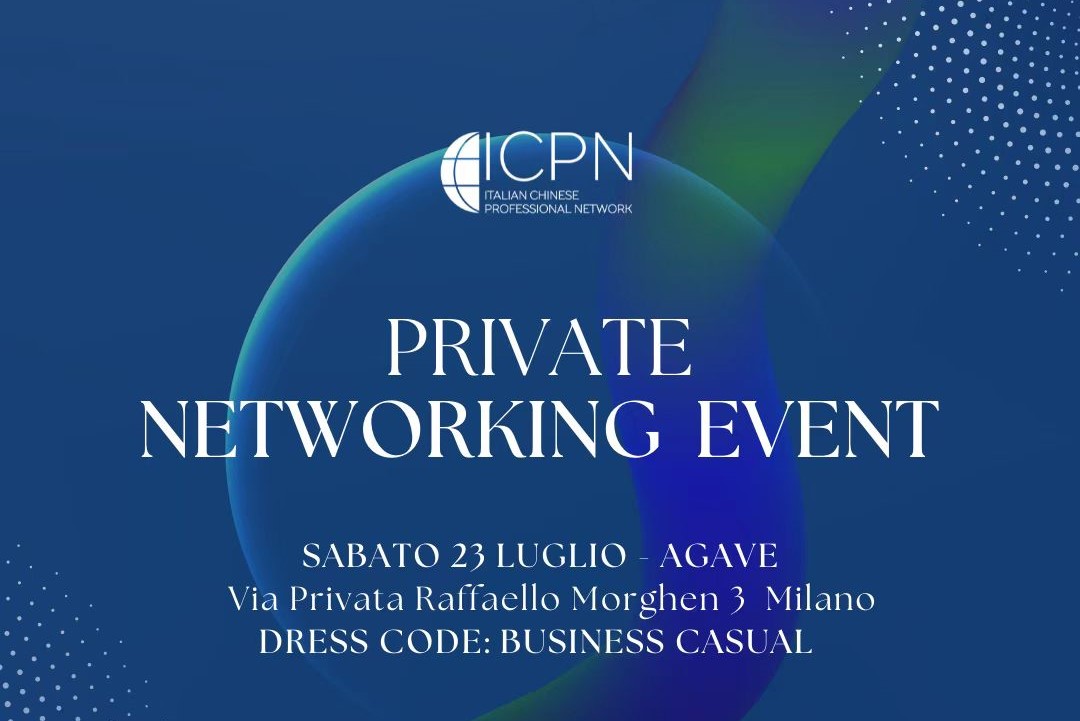 ICPN
ITALIAN CHINESE
PROFESSIONAL NETWORK
PRIVATE
NETWORKING EVENT
SABATO 23 LUGLIO - AGAVE
Via Privata Raffaello Morghen 3 Milano
DRESS CODE: BUSINESS CASUAL